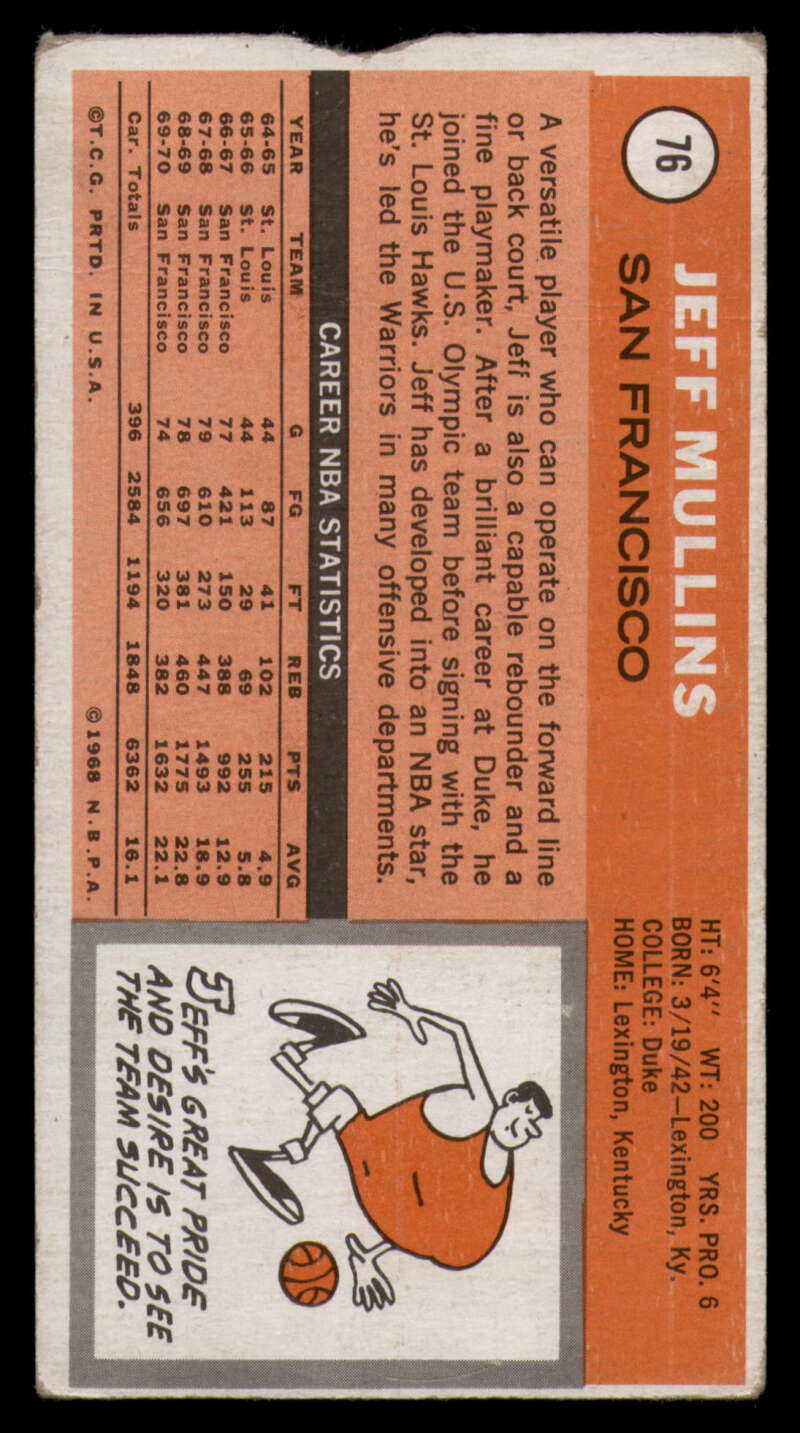 76
JEFF MULLINS
SAN FRANCISCO
HT: 6'4'' WT: 200 YRS. PRO. 6
BORN: 3/19/42—Lexington, Ky.
COLLEGE: Duke
HOME: Lexington, Kentucky
A versatile player who can operate on the forward line
or back court, Jeff is also a capable rebounder and a
fine playmaker. After a brilliant career at Duke, he
joined the U.S. Olympic team before signing with the
St. Louis Hawks. Jeff has developed into an NBA star,
he's led the Warriors in many offensive departments.
CAREER NBA STATISTICS
YEAR TEAM G FG FT REB PTS AVG
64-65 St. Louis 44 87 41 102 215 4.9
65-66 St. Louis 44 113 29 69 255 5.8
66-67 San Francisco 77 421 150 388 992 12.9
67-68 San Francisco 79 610 273 447 1493 18.9
68-69 San Francisco 78 697 381 460 1775 22.8
69-70 San Francisco 74 656 320 382 1632 22.1
Car. Totals 396 2584 1194 1848 6362 16.1
©T.C.G. PRTD. IN U.S.A. ©1968 N.B.P.A.
JEFF'S GREAT PRIDE
AND DESIRE IS TO SEE
THE TEAM SUCCEED.